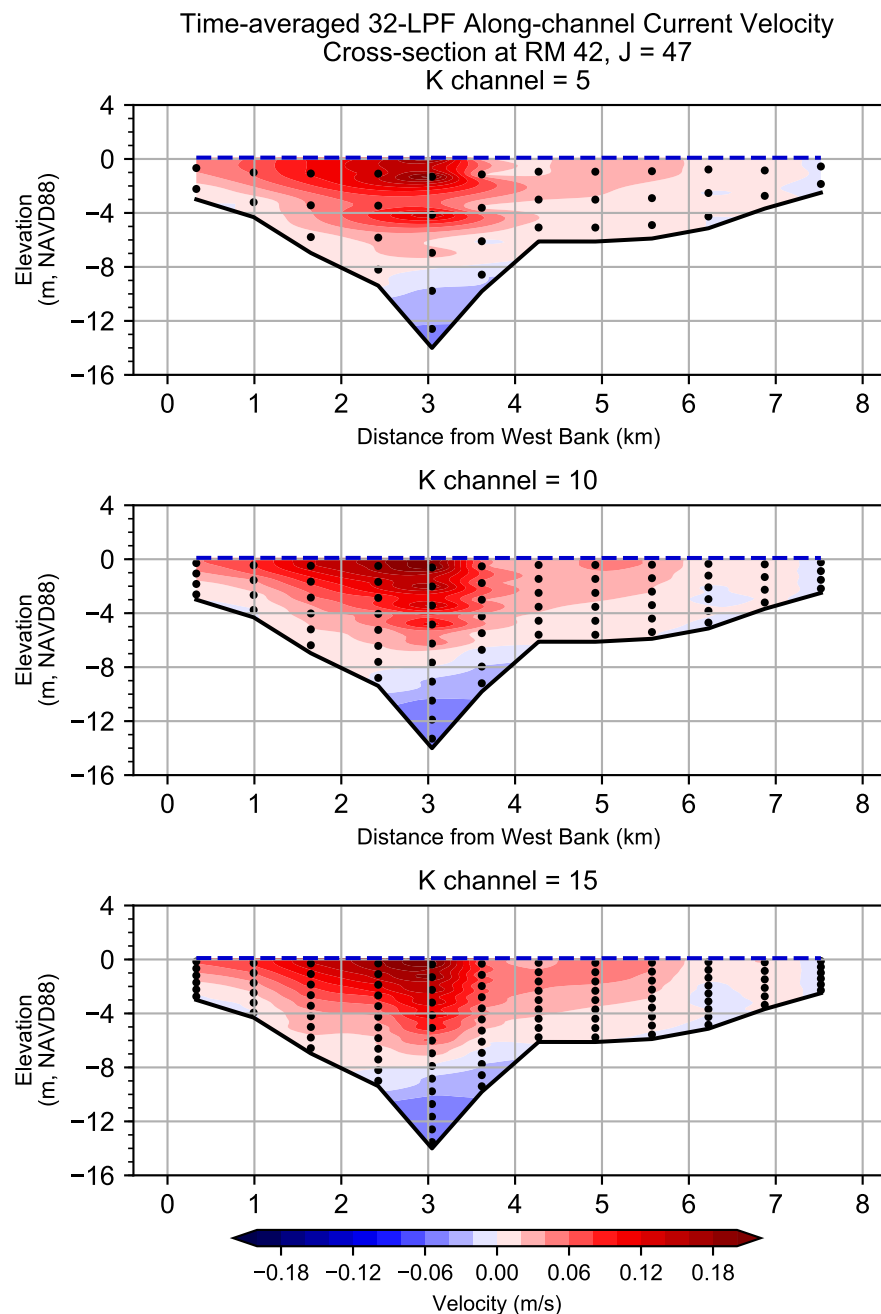 Time-averaged 32-LPF Along-channel Current Velocity
Cross-section at RM 42, J = 47
K channel = 5
4
0
−4
−8
−12
−16
Elevation
(m, NAVD88)
0 1 2 3 4 5 6 7 8
Distance from West Bank (km)
K channel = 10
4
0
−4
−8
−12
−16
Elevation
(m, NAVD88)
0 1 2 3 4 5 6 7 8
Distance from West Bank (km)
K channel = 15
4
0
−4
−8
−12
−16
Elevation
(m, NAVD88)
0 1 2 3 4 5 6 7 8
−0.18 −0.12 −0.06 0.00 0.06 0.12 0.18
Velocity (m/s)